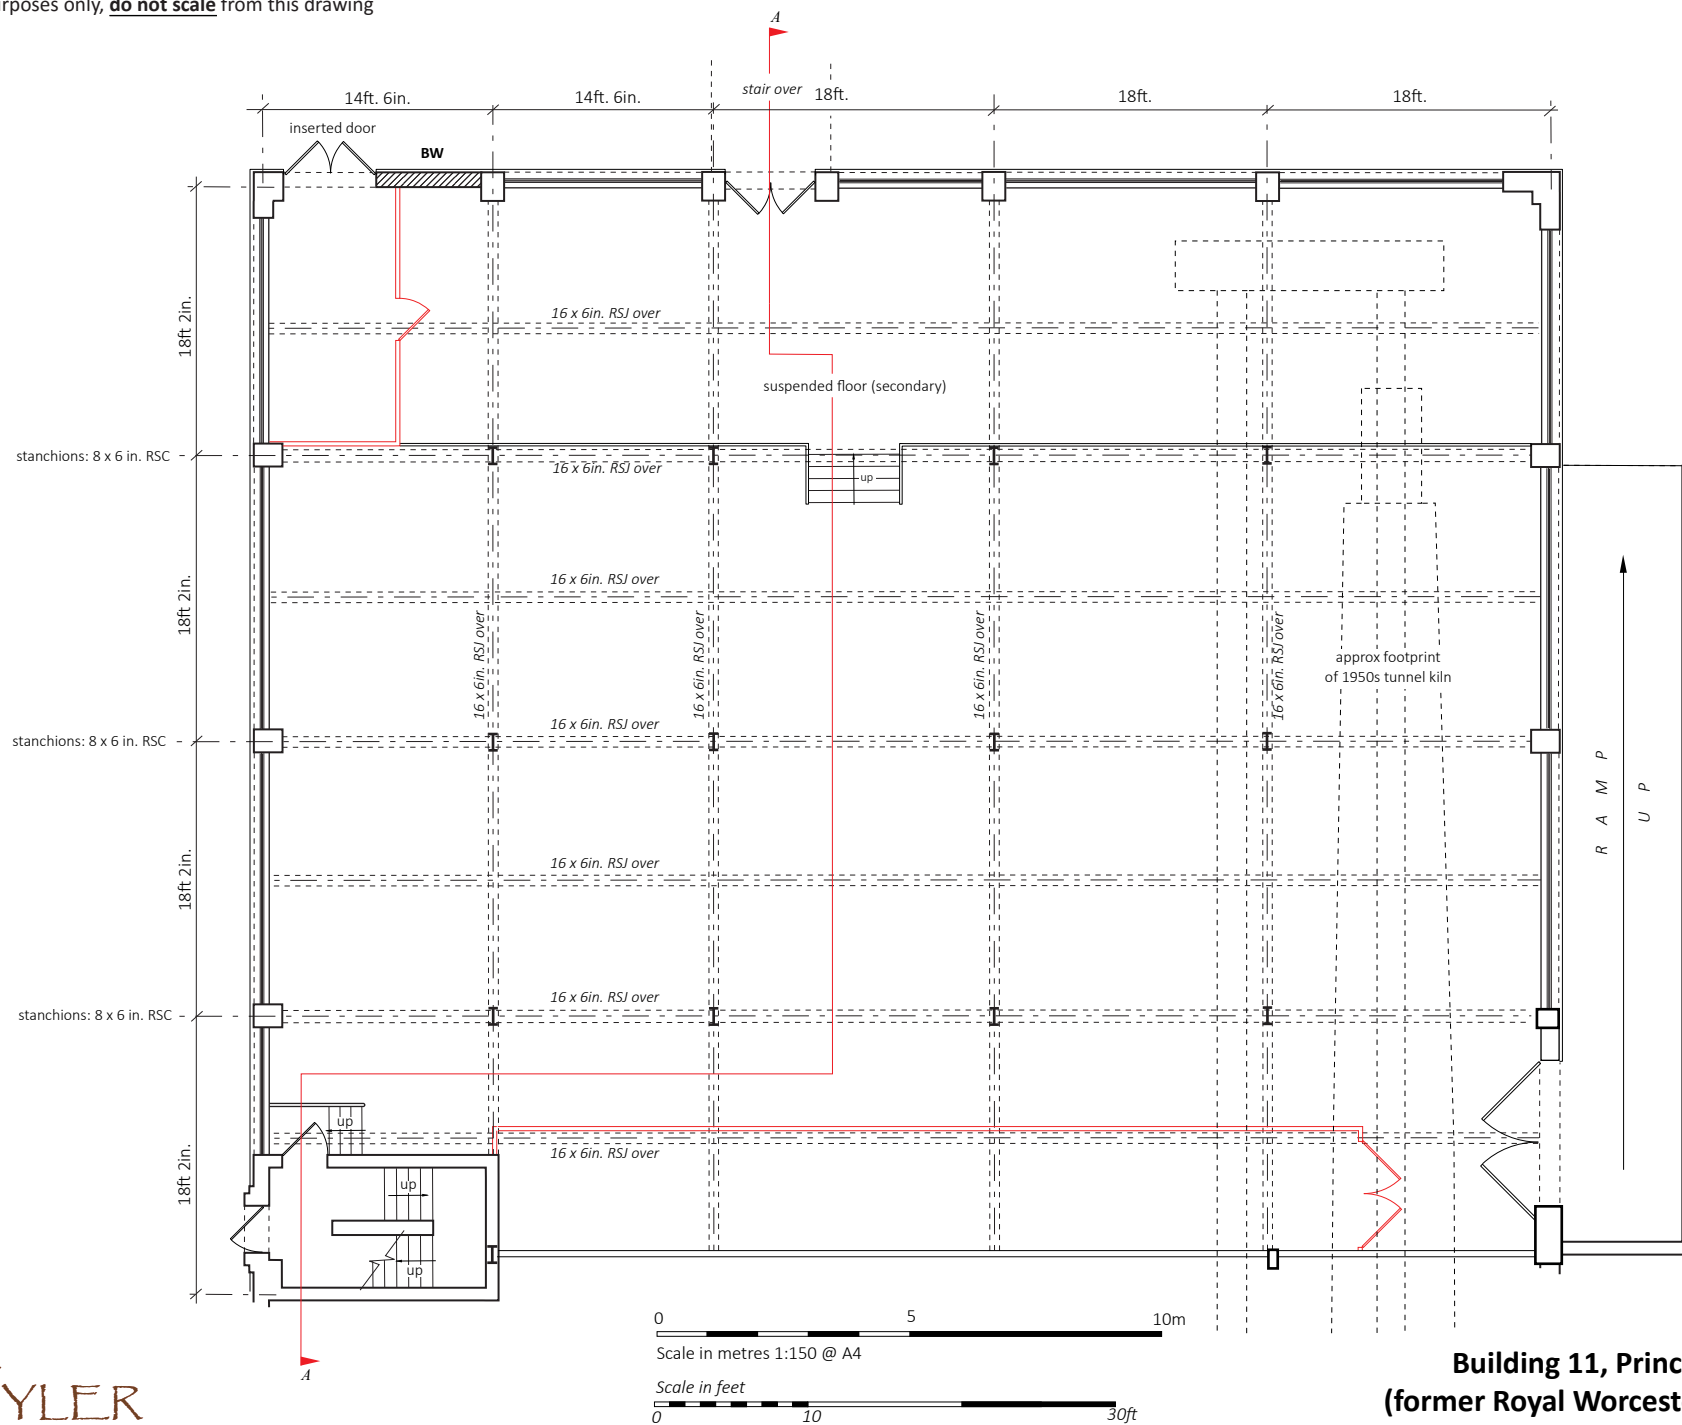 urposes only, do not scale from this drawing
A
stair over
14ft. 6in.
14ft. 6in.
18ft.
18ft.
18ft.
inserted door
BW
18ft 2in.
16 x 6in. RSJ over
suspended floor (secondary)
stanchions: 8 x 6 in. RSC
16 x 6in. RSJ over
up
18ft 2in.
16 x 6in. RSJ over
16 x 6in. RSJ over
16 x 6in. RSJ over
16 x 6in. RSJ over
16 x 6in. RSJ over
approx footprint
of 1950s tunnel kiln
16 x 6in. RSJ over
stanchions: 8 x 6 in. RSC
RAMP
UP
16 x 6in. RSJ over
18ft 2in.
16 x 6in. RSJ over
stanchions: 8 x 6 in. RSC
up
16 x 6in. RSJ over
18ft 2in.
up
up
0 5 10m
Scale in metres 1:150 @ A4
A
Scale in feet
0 10 30ft
YLER
Building 11, Princ
(former Royal Worcest